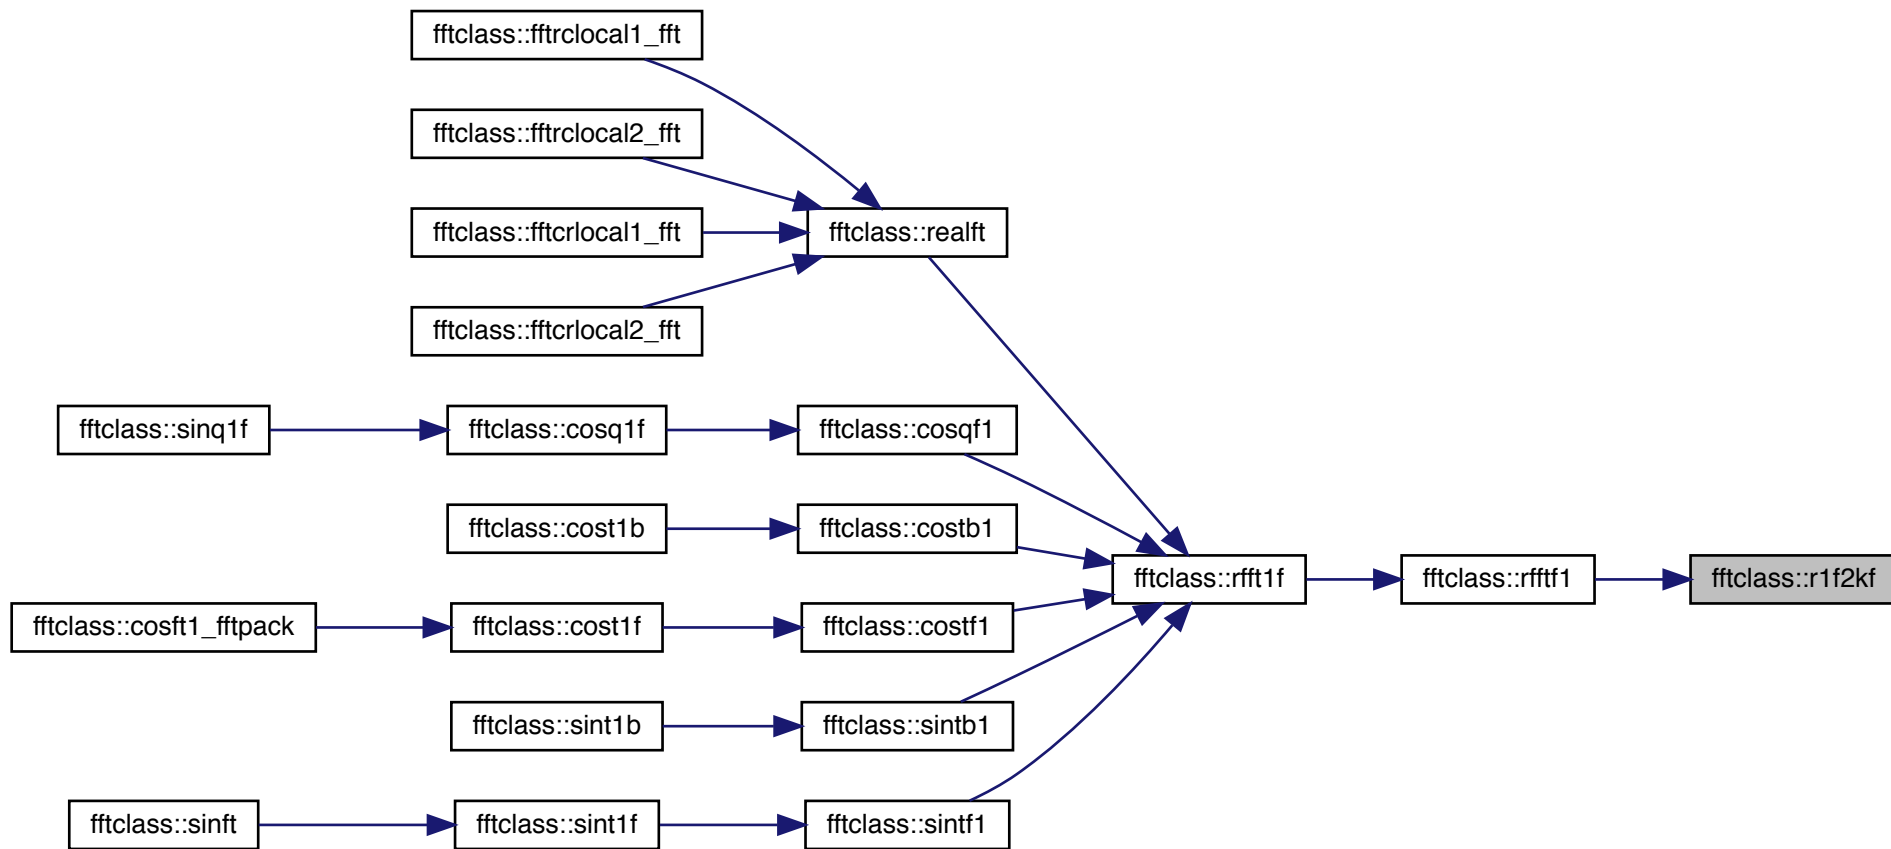 fftclass::fftrclocal1_fft
fftclass::fftrclocal2_fft
fftclass::fftcrlocal1_fft
fftclass::realft
fftclass::fftcrlocal2_fft
fftclass::sinq1f
fftclass::cosq1f
fftclass::cosqf1
fftclass::cost1b
fftclass::costb1
fftclass::rfft1f
fftclass::rfftf1
fftclass::r1f2kf
fftclass::cosft1_fftpack
fftclass::cost1f
fftclass::costf1
fftclass::sint1b
fftclass::sintb1
fftclass::sinft
fftclass::sint1f
fftclass::sintf1